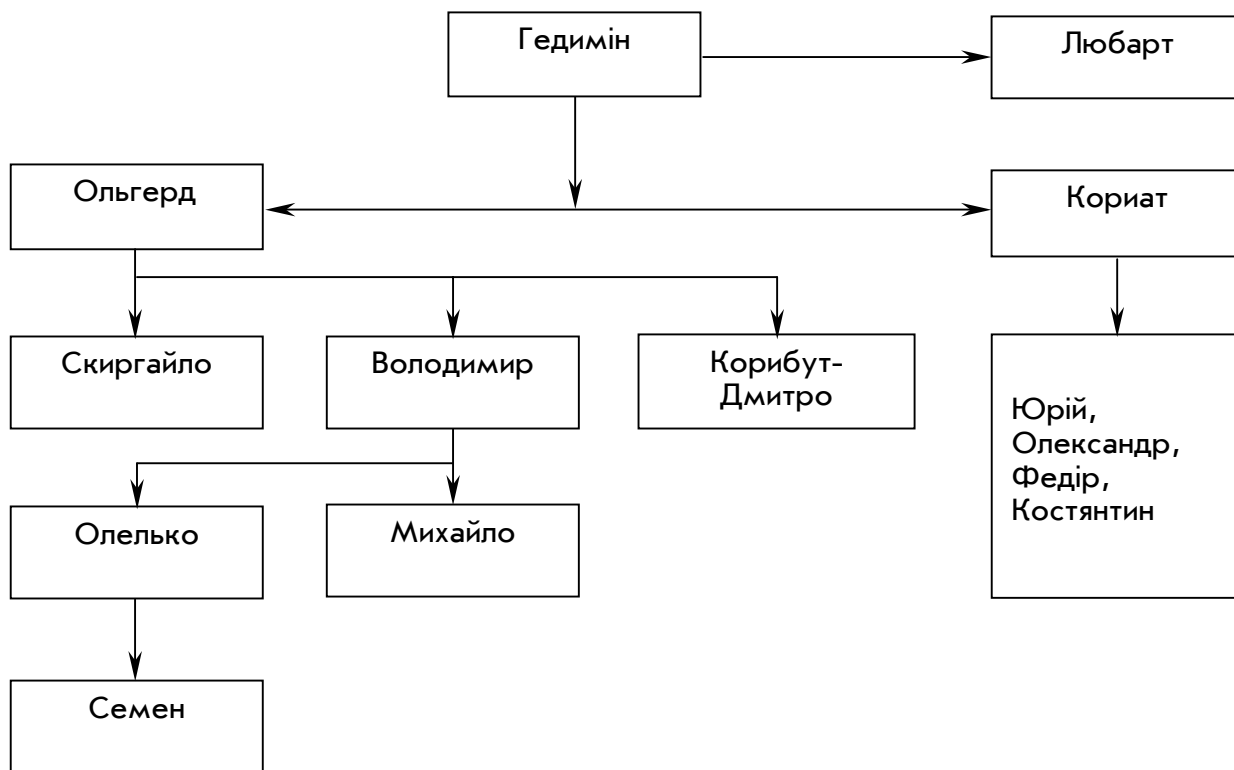 Гедимін
Любарт
Ольгерд
Кориат
Скиргайло
Володимир
Корибут-
Дмитро
Юрій,
Олександр,
Федір,
Костянтин
Олелько
Михайло
Семен